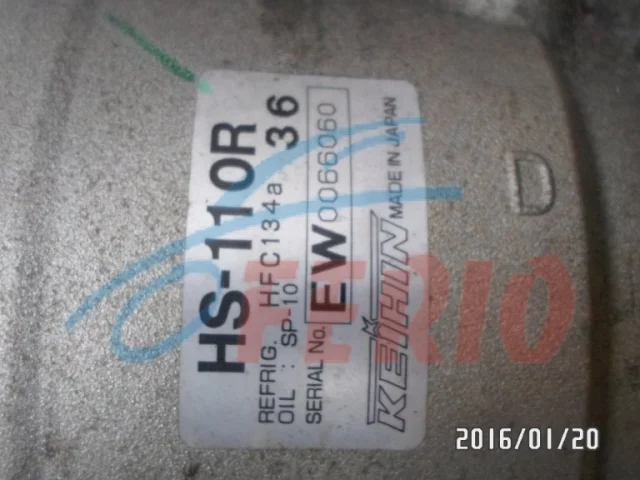 HS-110R
REFRIG. HFC134a 36
OIL : SP-10
SERIAL No. EW0066060
KEIHIN MADE IN JAPAN
D
FERIO
2016/01/20